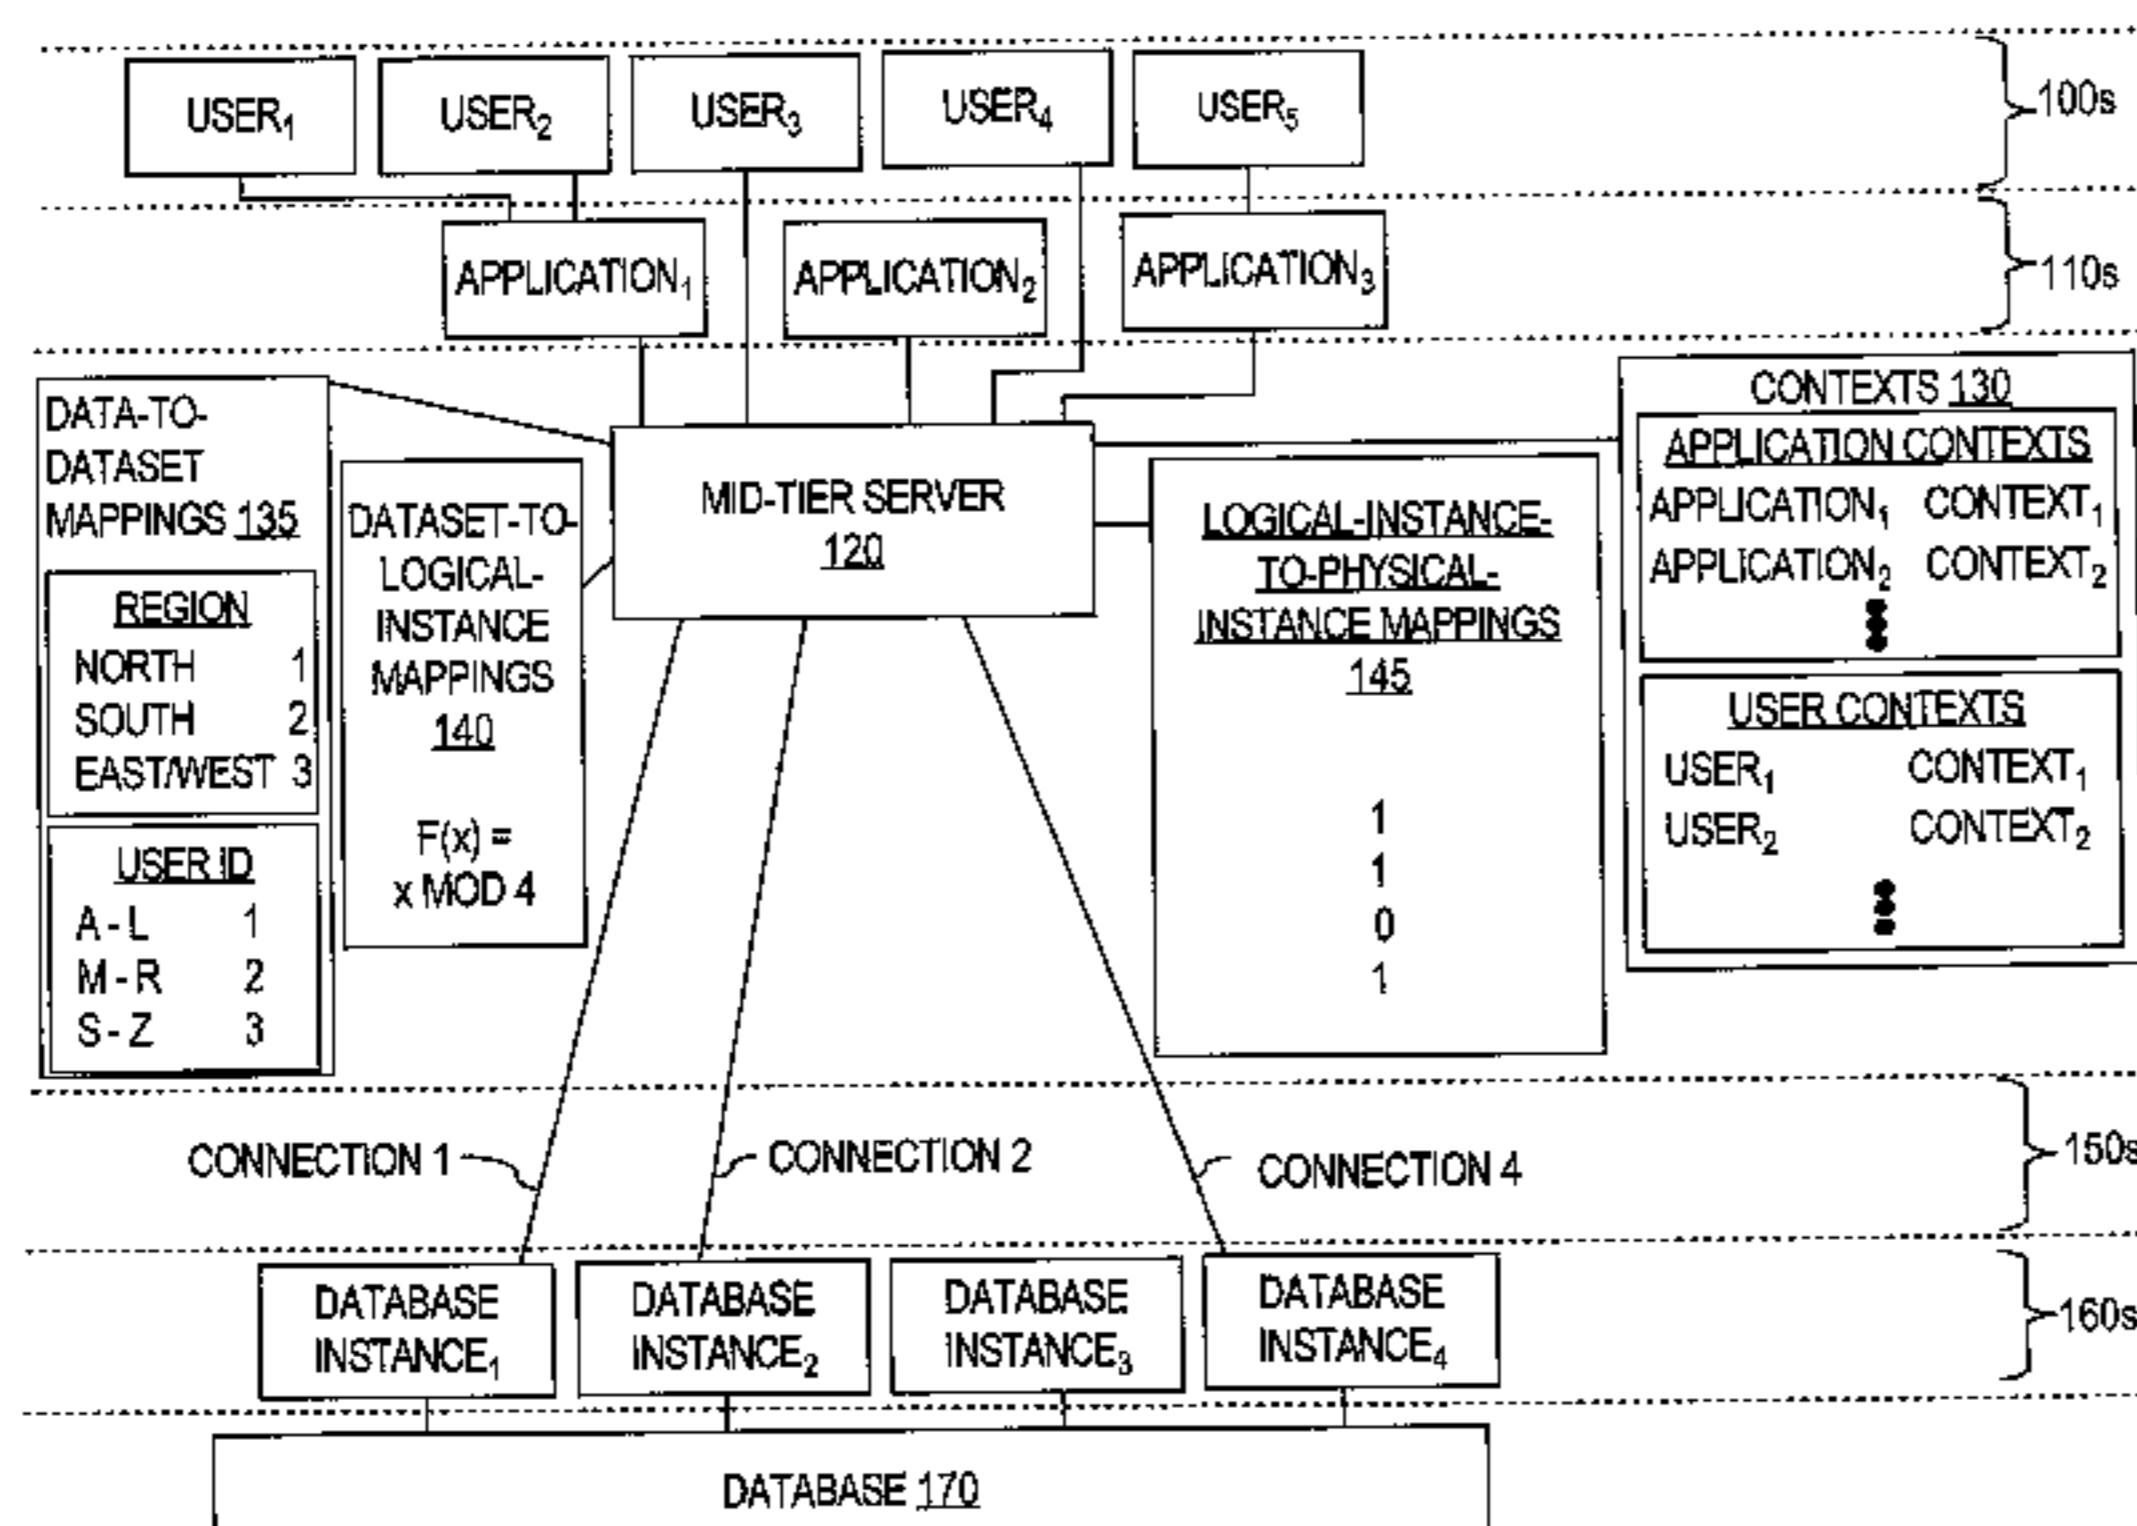 USER₁ USER₂ USER₃ USER₄ USER₅ 100s
APPLICATION₁ APPLICATION₂ APPLICATION₃ 110s
DATA-TO-
DATASET
MAPPINGS 135
REGION
NORTH 1
SOUTH 2
EAST/WEST 3
USER ID
A - L 1
M - R 2
S - Z 3
DATASET-TO-
LOGICAL-
INSTANCE
MAPPINGS
140
F(x) =
x MOD 4
MID-TIER SERVER
120
LOGICAL-INSTANCE-
TO-PHYSICAL-
INSTANCE MAPPINGS
145
1
1
0
1
CONTEXTS 130
APPLICATION CONTEXTS
APPLICATION₁ CONTEXT₁
APPLICATION₂ CONTEXT₂
USER CONTEXTS
USER₁ CONTEXT₁
USER₂ CONTEXT₂
CONNECTION 1 CONNECTION 2 CONNECTION 4 150s
DATABASE
INSTANCE₁
DATABASE
INSTANCE₂
DATABASE
INSTANCE₃
DATABASE
INSTANCE₄
160s
DATABASE 170